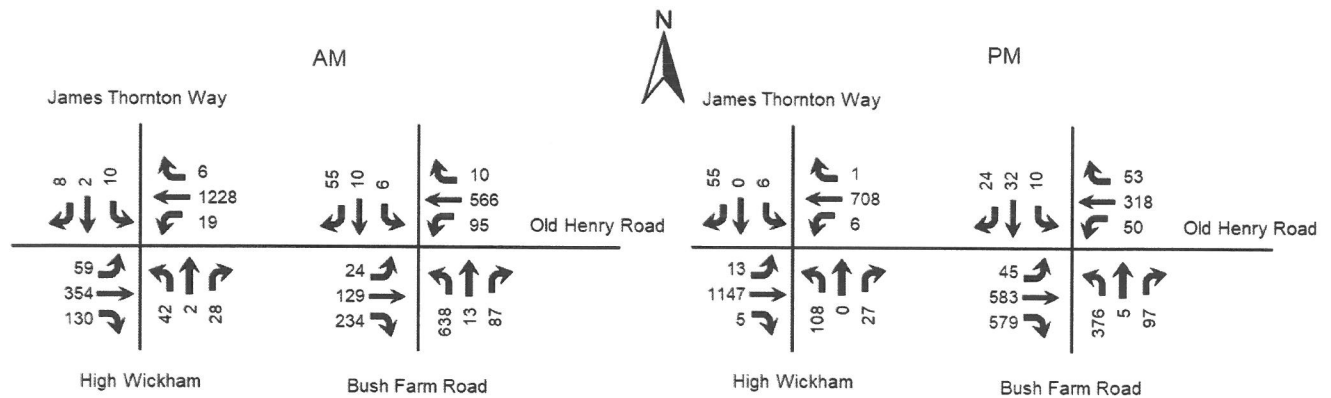 N
AM
PM
James Thornton Way
8 2 10
6
1228
19
59
354
130
42 2 28
High Wickham
55 10 6
10
566
95
Old Henry Road
24
129
234
638 13 87
Bush Farm Road
James Thornton Way
55 0 6
1
708
6
13
1147
5
108 0 27
High Wickham
24 32 10
53
318
50
Old Henry Road
45
583
579
376 5 97
Bush Farm Road